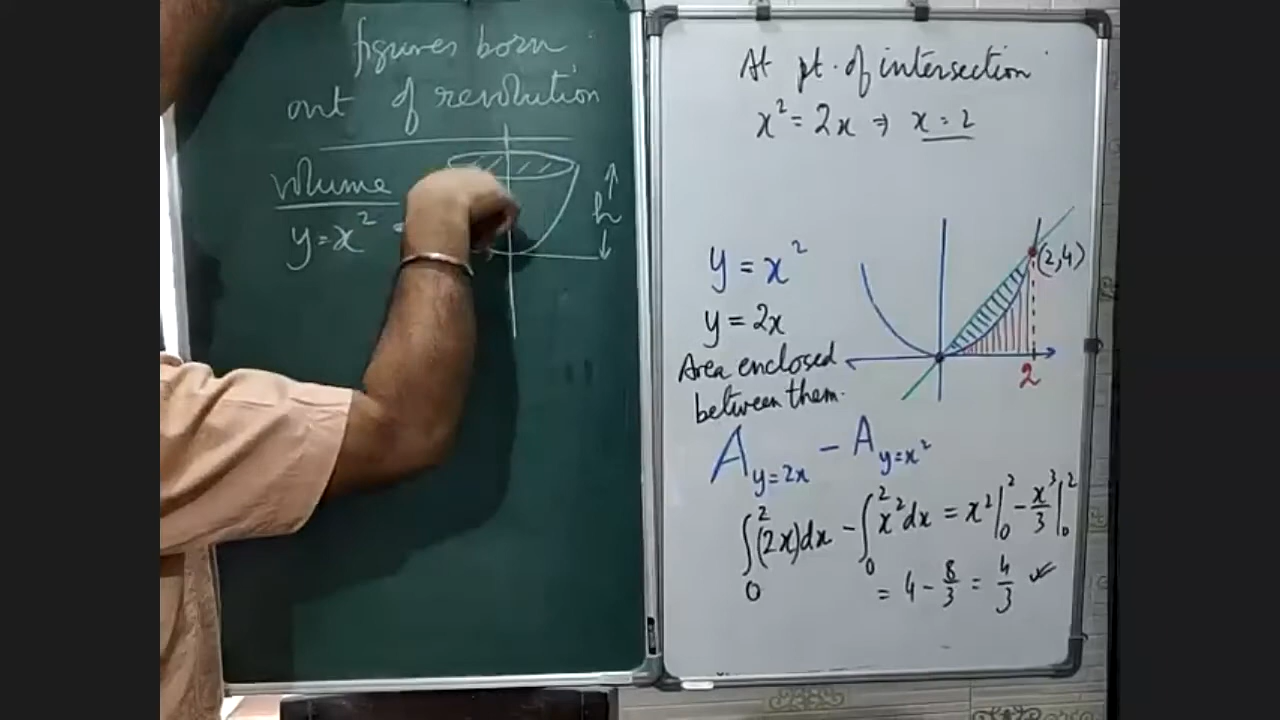 figures born
out of revolution
volume
y=x²
h
At pt. of intersection
x² = 2x ⇒ x = 2
y = x²
y = 2x
Area enclosed
between them.
(2,4)
2
A_{y=2x} − A_{y=x²}
∫₀² (2x)dx − ∫₀² x²dx = x²|₀² − x³/3|₀²
= 4 − 8/3 = 4/3 ✓